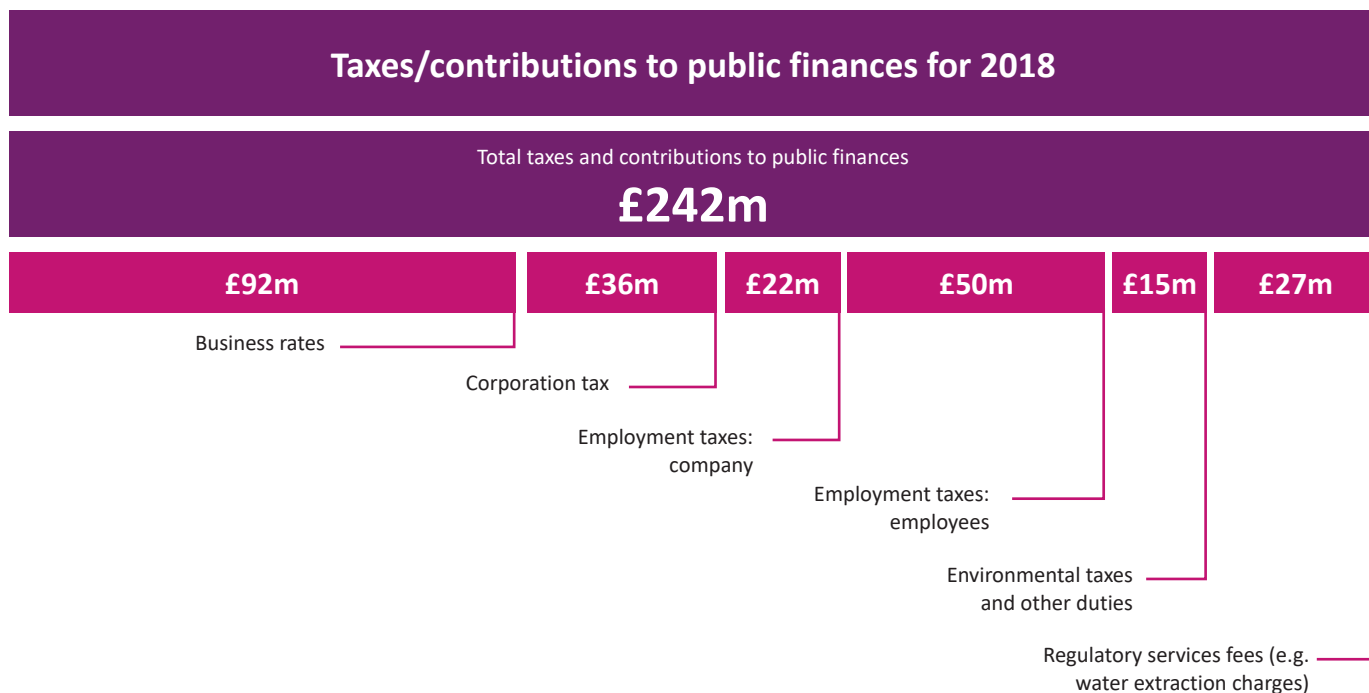 Taxes/contributions to public finances for 2018
Total taxes and contributions to public finances
£242m
£92m
£36m
£22m
£50m
£15m
£27m
Business rates
Corporation tax
Employment taxes:
company
Employment taxes:
employees
Environmental taxes
and other duties
Regulatory services fees (e.g.
water extraction charges)